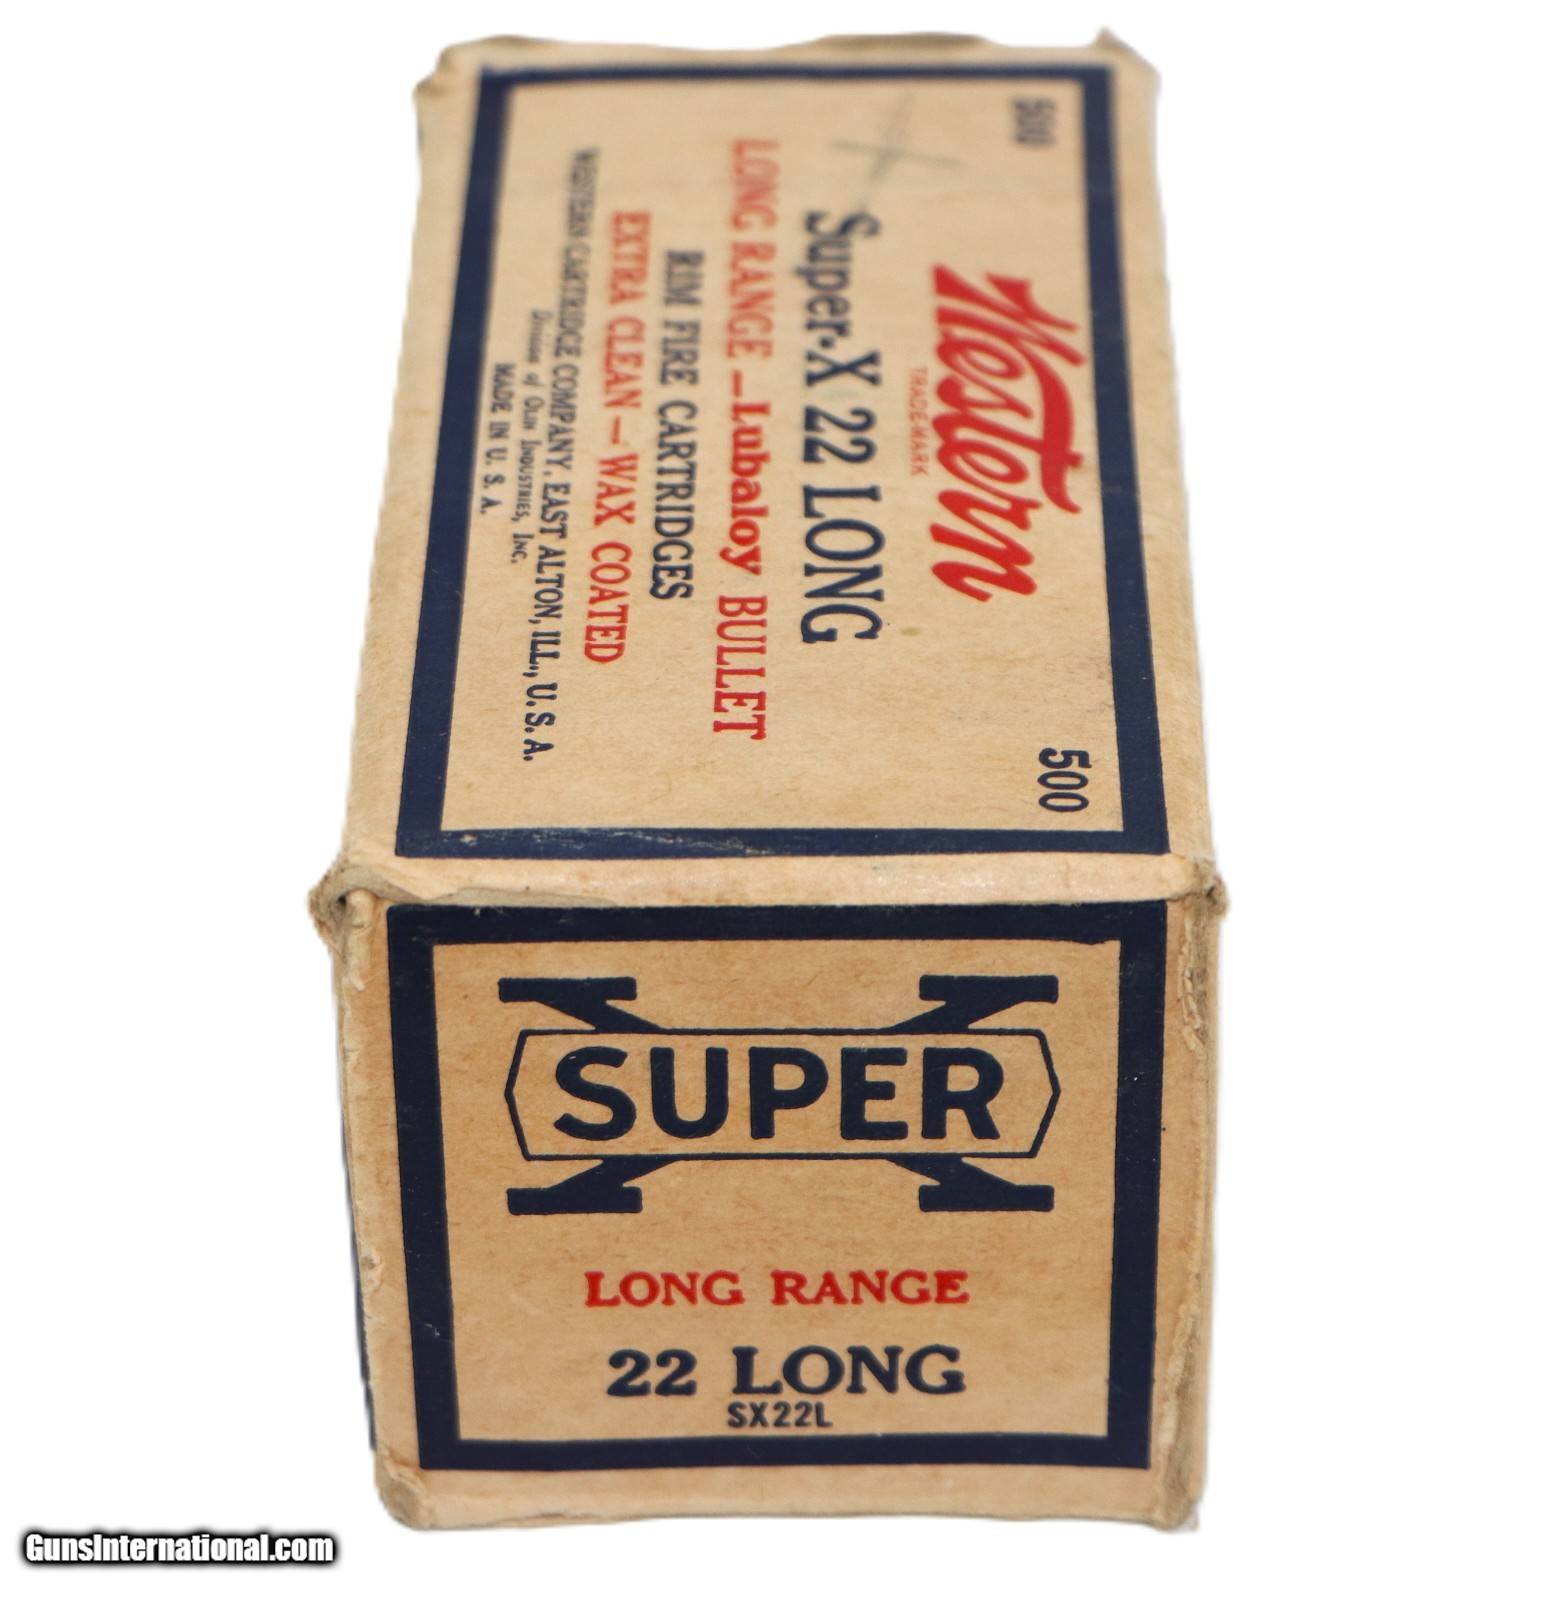 500
500
Western
TRADE-MARK
Super-X 22 LONG
LONG RANGE—Lubaloy BULLET
RIM FIRE CARTRIDGES
EXTRA CLEAN—WAX COATED
WESTERN CARTRIDGE COMPANY, EAST ALTON, ILL., U. S. A.
Division of OLIN INDUSTRIES, INC.
MADE IN U. S. A.
SUPER X
LONG RANGE
22 LONG
SX22L
GunsInternational.com